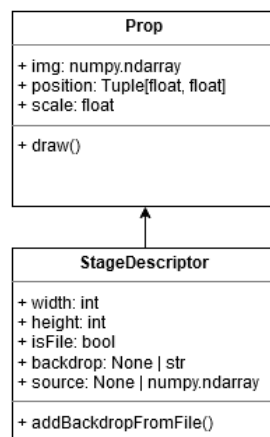 Prop
+ img: numpy.ndarray
+ position: Tuple[float, float]
+ scale: float
+ draw()
StageDescriptor
+ width: int
+ height: int
+ isFile: bool
+ backdrop: None | str
+ source: None | numpy.ndarray
+ addBackdropFromFile()